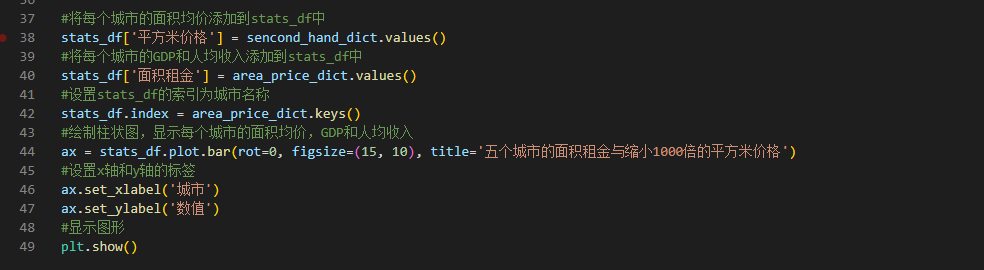 37 #将每个城市的面积均价添加到stats_df中
38 stats_df['平方米价格'] = sencond_hand_dict.values()
39 #将每个城市的GDP和人均收入添加到stats_df中
40 stats_df['面积租金'] = area_price_dict.values()
41 #设置stats_df的索引为城市名称
42 stats_df.index = area_price_dict.keys()
43 #绘制柱状图，显示每个城市的面积均价，GDP和人均收入
44 ax = stats_df.plot.bar(rot=0, figsize=(15, 10), title='五个城市的面积租金与缩小1000倍的平方米价格')
45 #设置x轴和y轴的标签
46 ax.set_xlabel('城市')
47 ax.set_ylabel('数值')
48 #显示图形
49 plt.show()